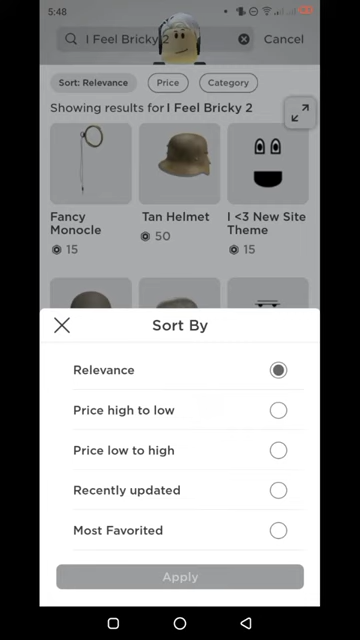 5:48
I Feel Bricky 2
Cancel
Sort: Relevance
Price
Category
Showing results for I Feel Bricky 2
Fancy Monocle
15
Tan Helmet
50
I <3 New Site Theme
15
Sort By
Relevance
Price high to low
Price low to high
Recently updated
Most Favorited
Apply